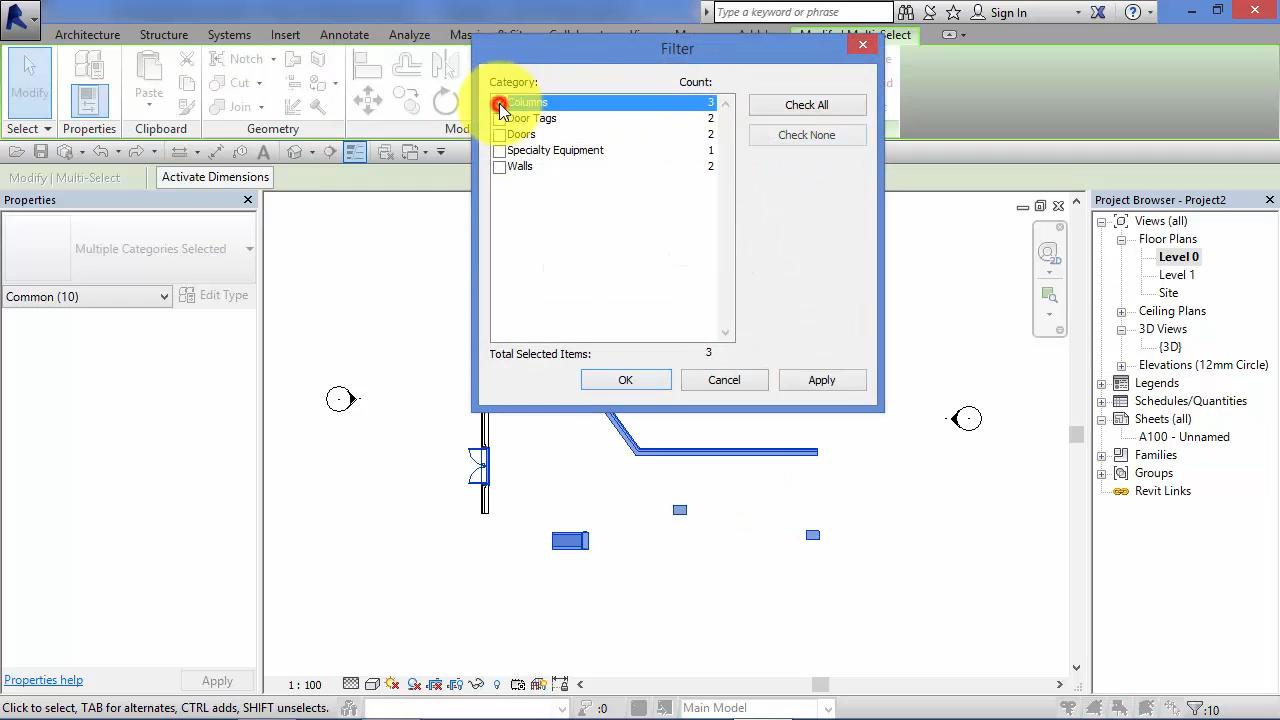 Type a keyword or phrase
Sign In
Architecture
Structure
Systems
Insert
Annotate
Analyze
Filter
Modify
Paste
Notch
Cut
Join
Select
Properties
Clipboard
Geometry
Category:
Count:
Columns 3
Door Tags 2
Doors 2
Specialty Equipment 1
Walls 2
Check All
Check None
Total Selected Items: 3
OK
Cancel
Apply
Modify | Multi-Select
Activate Dimensions
Properties
Multiple Categories Selected
Common (10)
Edit Type
Properties help
Apply
Project Browser - Project2
Views (all)
Floor Plans
Level 0
Level 1
Site
Ceiling Plans
3D Views
{3D}
Elevations (12mm Circle)
Legends
Schedules/Quantities
Sheets (all)
A100 - Unnamed
Families
Groups
Revit Links
2D
1 : 100
Click to select, TAB for alternates, CTRL adds, SHIFT unselects.
:0
Main Model
:10